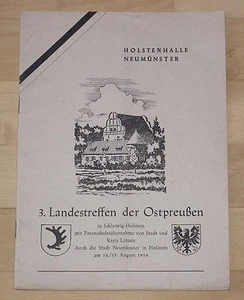 HOLSTENHALLE
NEUMÜNSTER
3. Landestreffen der Ostpreußen
in Schleswig-Holstein
mit Patenschaftsübernahme von Stadt und
Kreis Lötzen
durch die Stadt Neumünster in Holstein
am 14./15. August 1954